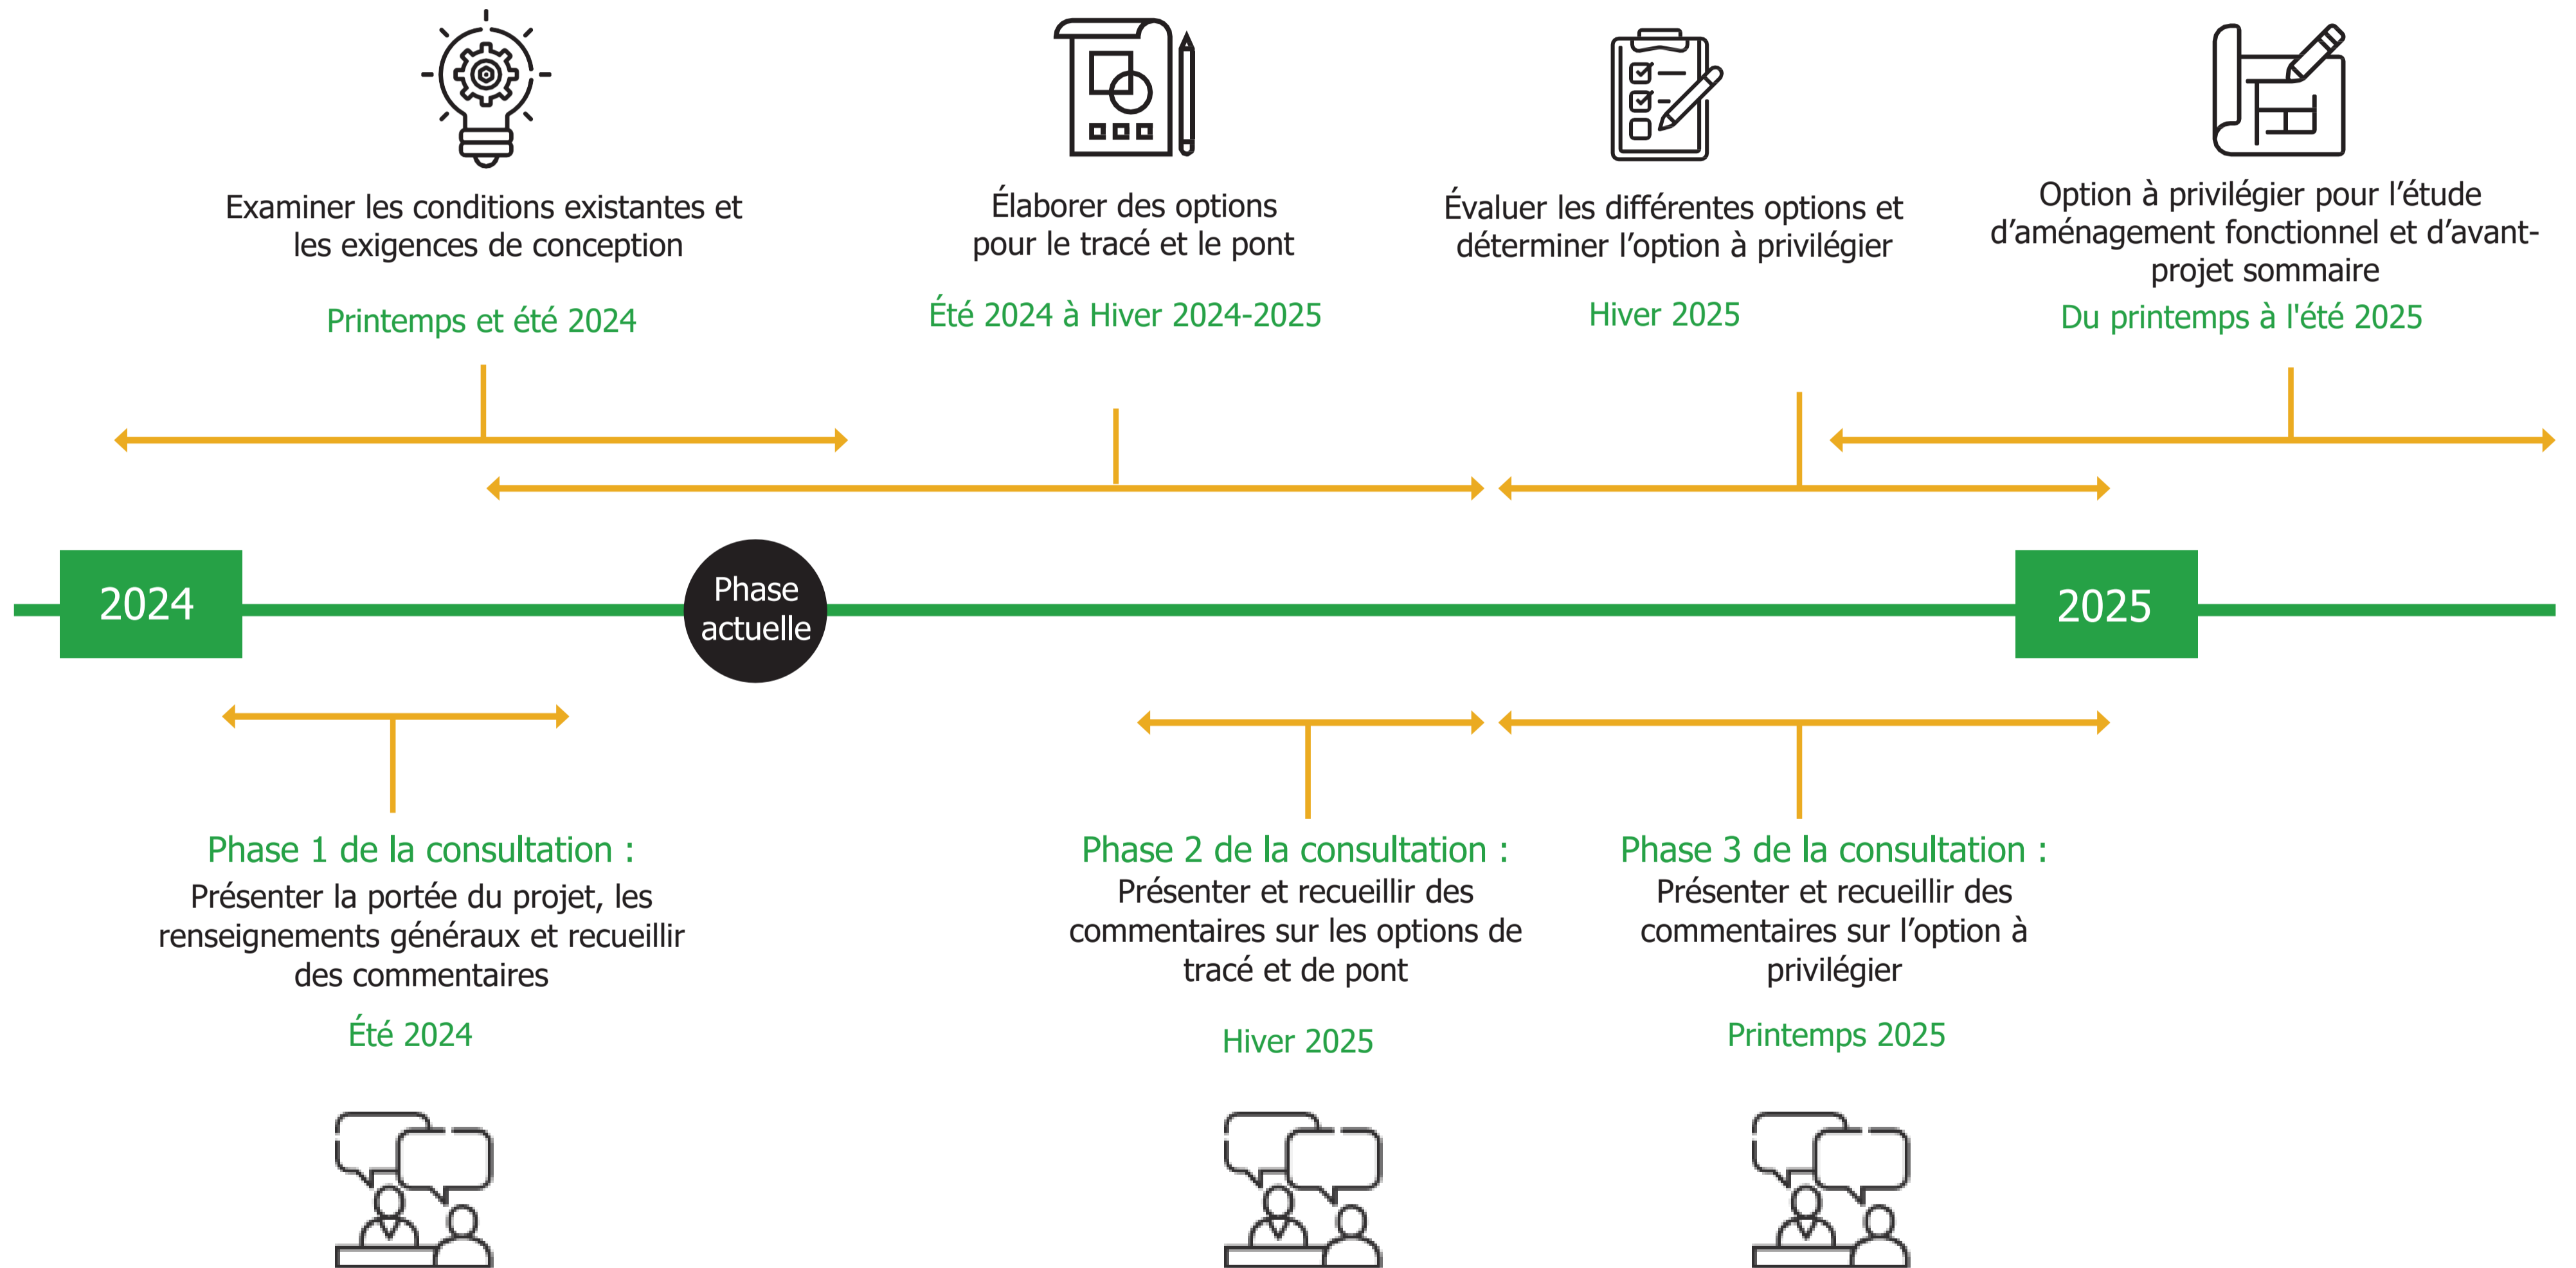 Examiner les conditions existantes et
les exigences de conception
Printemps et été 2024
Élaborer des options
pour le tracé et le pont
Été 2024 à Hiver 2024-2025
Évaluer les différentes options et
déterminer l’option à privilégier
Hiver 2025
Option à privilégier pour l’étude
d’aménagement fonctionnel et d’avant-
projet sommaire
Du printemps à l'été 2025
2024
Phase
actuelle
2025
Phase 1 de la consultation :
Présenter la portée du projet, les
renseignements généraux et recueillir
des commentaires
Été 2024
Phase 2 de la consultation :
Présenter et recueillir des
commentaires sur les options de
tracé et de pont
Hiver 2025
Phase 3 de la consultation :
Présenter et recueillir des
commentaires sur l’option à
privilégier
Printemps 2025